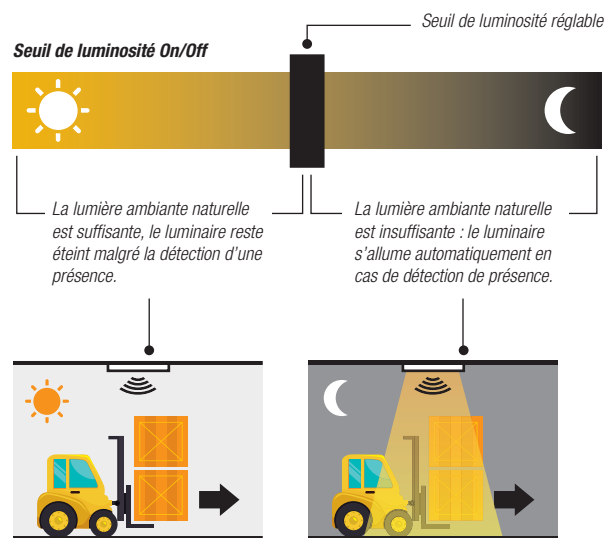 Seuil de luminosité réglable
Seuil de luminosité On/Off
La lumière ambiante naturelle
est suffisante, le luminaire reste
éteint malgré la détection d'une
présence.
La lumière ambiante naturelle
est insuffisante : le luminaire
s'allume automatiquement en
cas de détection de présence.